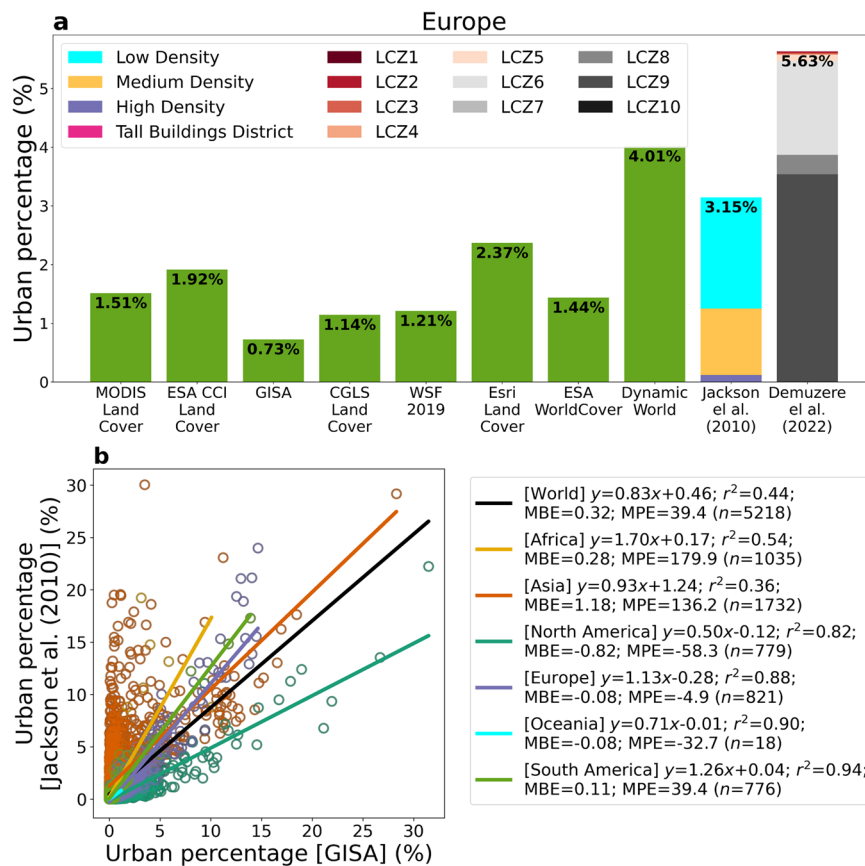 a
Europe
Urban percentage (%)
5
4
3
2
1
0
Low Density
Medium Density
High Density
Tall Buildings District
LCZ1
LCZ2
LCZ3
LCZ4
LCZ5
LCZ6
LCZ7
LCZ8
LCZ9
LCZ10
1.51%
1.92%
0.73%
1.14%
1.21%
2.37%
1.44%
4.01%
3.15%
5.63%
MODIS
Land
Cover
ESA CCI
Land
Cover
GISA
CGLS
Land
Cover
WSF
2019
Esri
Land
Cover
ESA
WorldCover
Dynamic
World
Jackson
el al.
(2010)
Demuzere
el al.
(2022)
b
Urban percentage
[Jackson et al. (2010)] (%)
30
25
20
15
10
5
0
0 5 10 15 20 25 30
Urban percentage [GISA] (%)
[World] y=0.83x+0.46; r²=0.44;
MBE=0.32; MPE=39.4 (n=5218)
[Africa] y=1.70x+0.17; r²=0.54;
MBE=0.28; MPE=179.9 (n=1035)
[Asia] y=0.93x+1.24; r²=0.36;
MBE=1.18; MPE=136.2 (n=1732)
[North America] y=0.50x-0.12; r²=0.82;
MBE=-0.82; MPE=-58.3 (n=779)
[Europe] y=1.13x-0.28; r²=0.88;
MBE=-0.08; MPE=-4.9 (n=821)
[Oceania] y=0.71x-0.01; r²=0.90;
MBE=-0.08; MPE=-32.7 (n=18)
[South America] y=1.26x+0.04; r²=0.94;
MBE=0.11; MPE=39.4 (n=776)